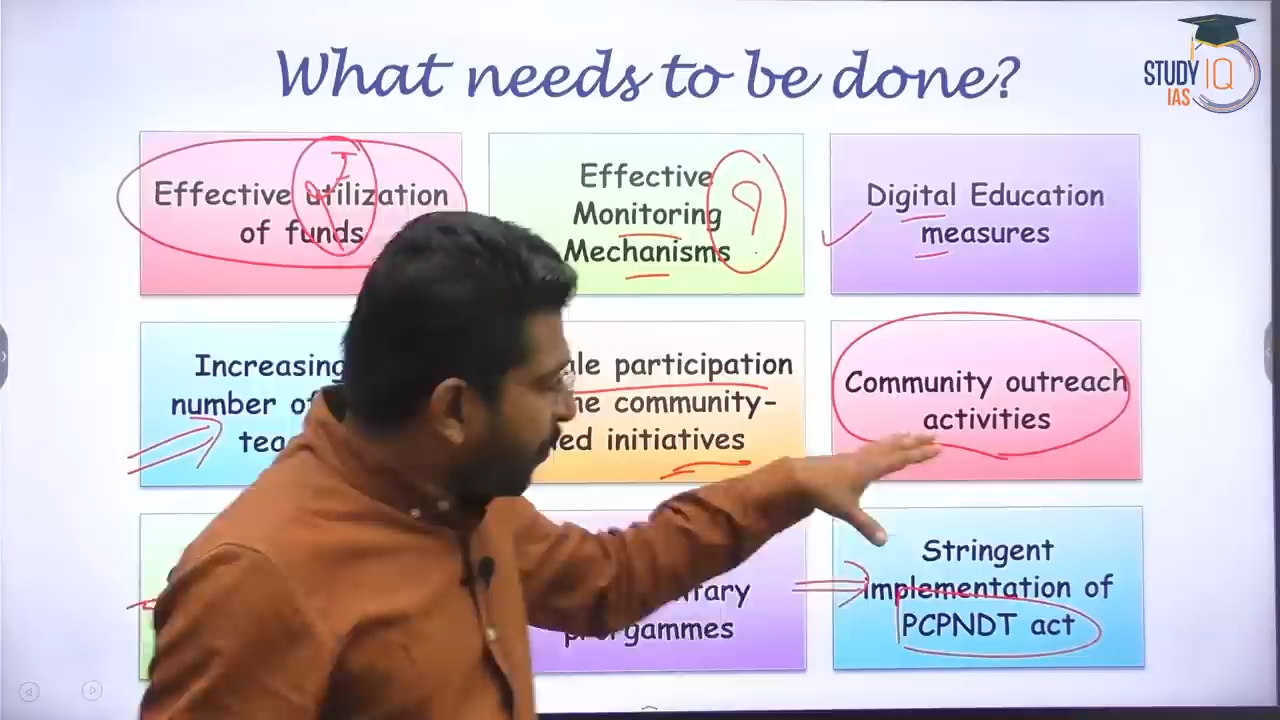 What needs to be done?
STUDY IQ
IAS
Effective utilization
of funds
Effective
Monitoring
Mechanisms
Digital Education
measures
Increasing
number of
participation
community-
initiatives
Community outreach
activities
Stringent
implementation of
PCPNDT act